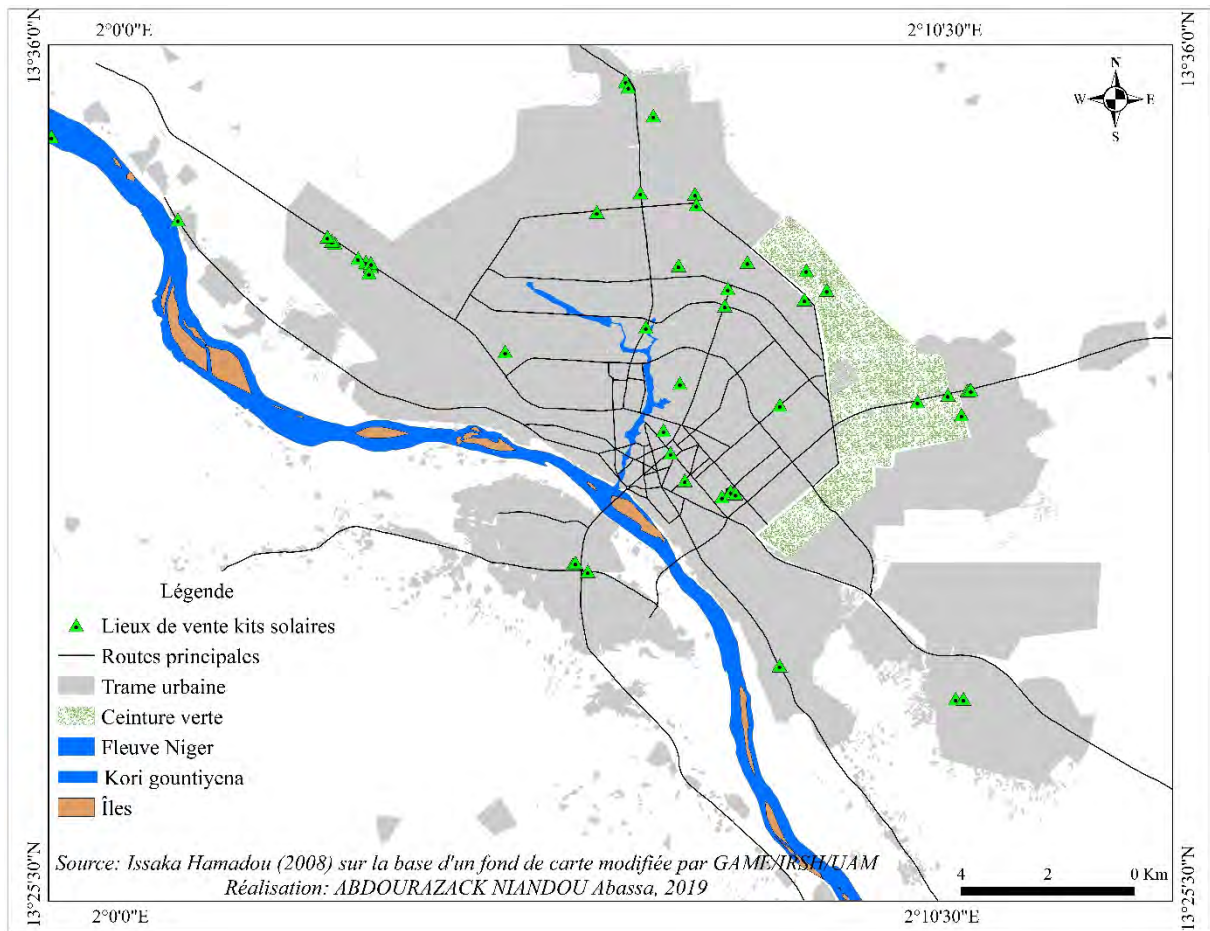 2°0'0"E
2°10'30"E
13°36'0"N
13°36'0"N
N
W
E
S
Légende
Lieux de vente kits solaires
Routes principales
Trame urbaine
Ceinture verte
Fleuve Niger
Kori gountiyena
Îles
Source: Issaka Hamadou (2008) sur la base d'un fond de carte modifiée par GAME/IRSH/UAM
Réalisation: ABDOURAZACK NIANDOU Abassa, 2019
4 2 0 Km
13°25'30"N
13°25'30"N
2°0'0"E
2°10'30"E